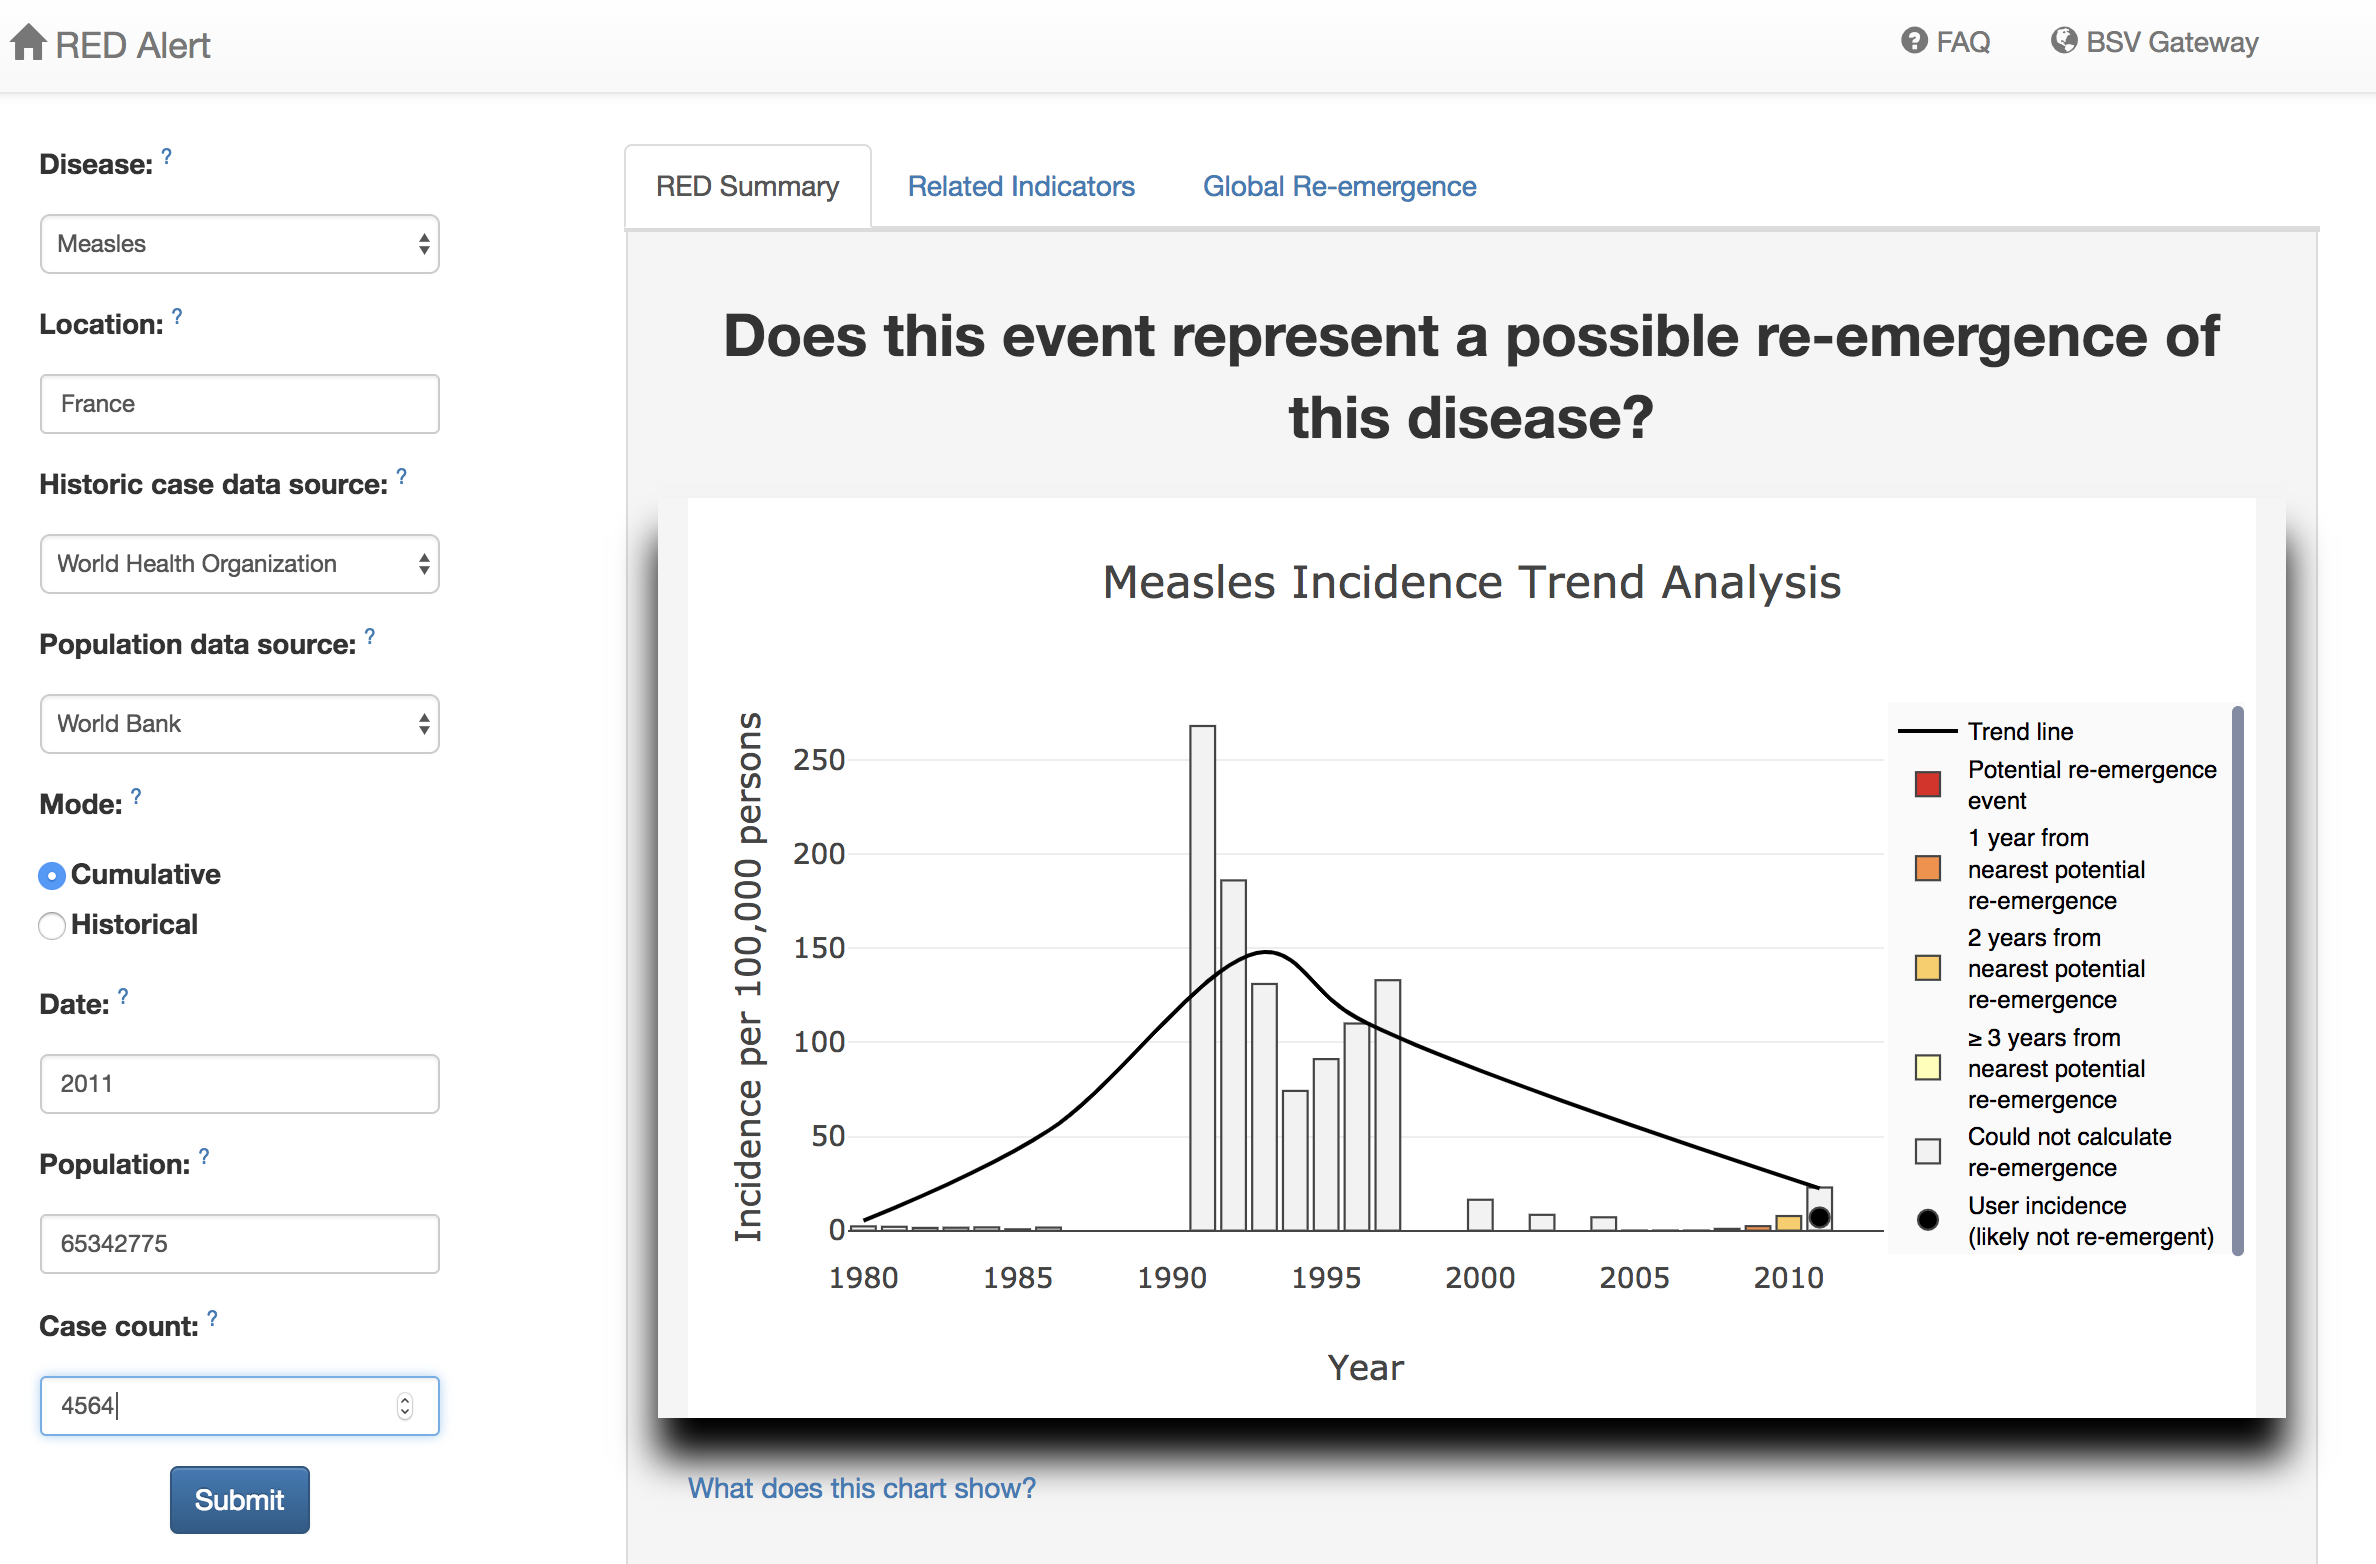 RED Alert
FAQ
BSV Gateway
Disease: ?
Measles
Location: ?
France
Historic case data source: ?
World Health Organization
Population data source: ?
World Bank
Mode: ?
Cumulative
Historical
Date: ?
2011
Population: ?
65342775
Case count: ?
4564
Submit
RED Summary
Related Indicators
Global Re-emergence
Does this event represent a possible re-emergence of
this disease?
Measles Incidence Trend Analysis
Incidence per 100,000 persons
250
200
150
100
50
0
1980 1985 1990 1995 2000 2005 2010
Year
Trend line
Potential re-emergence
event
1 year from
nearest potential
re-emergence
2 years from
nearest potential
re-emergence
≥ 3 years from
nearest potential
re-emergence
Could not calculate
re-emergence
User incidence
(likely not re-emergent)
What does this chart show?